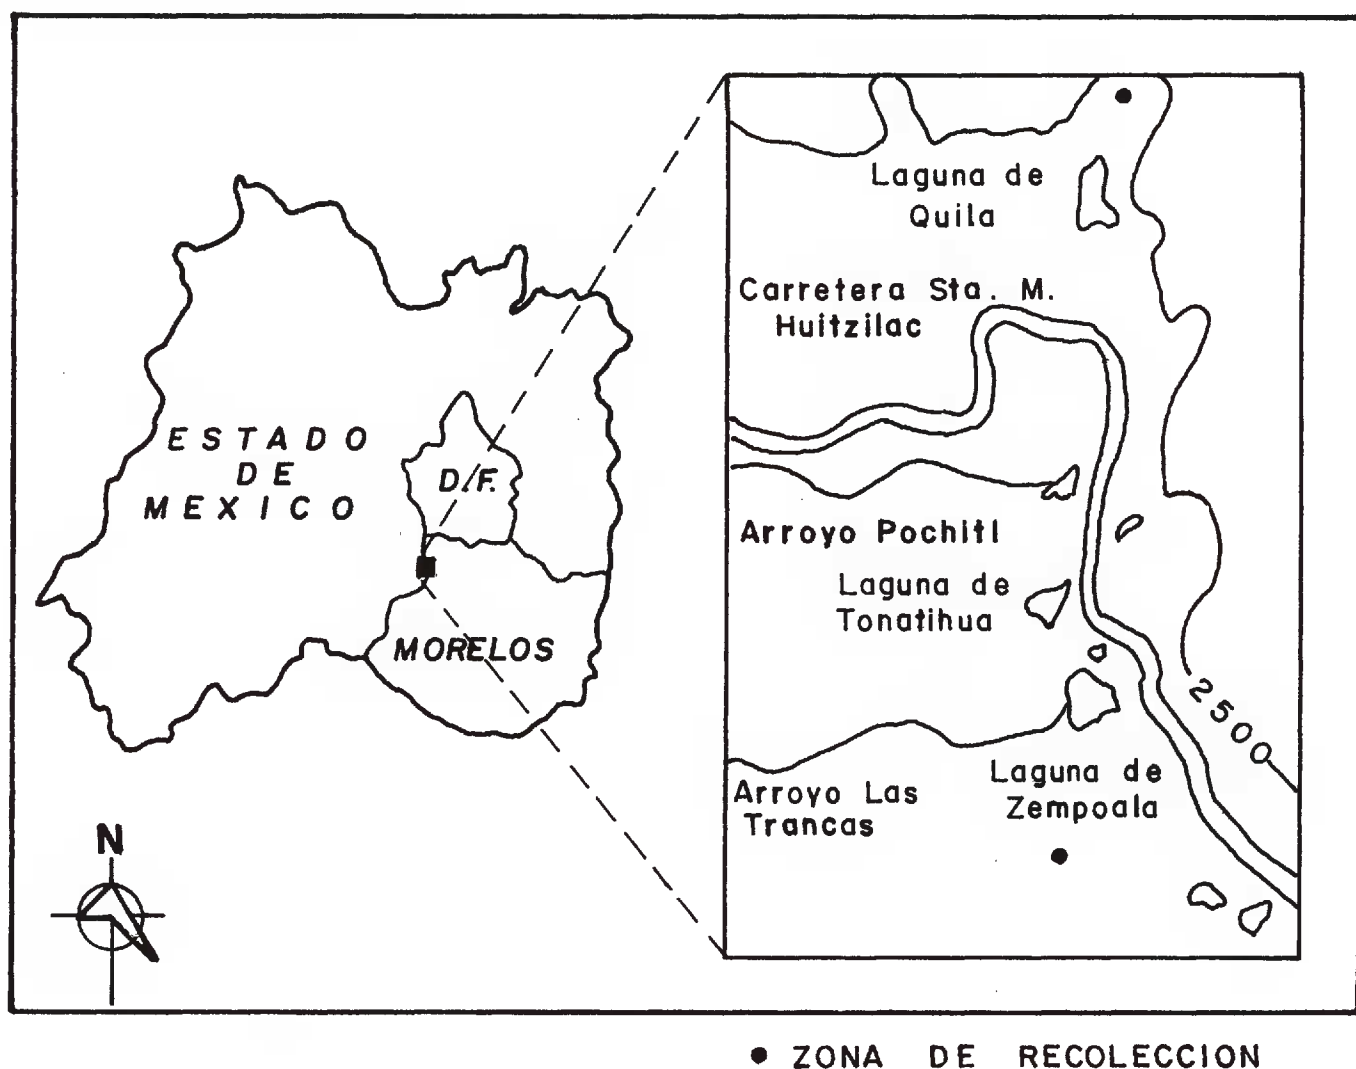 ESTADO
DE
MEXICO
D.F.
MORELOS
N
Laguna de
Quila
Carretera Sta. M.
Huitzilac
Arroyo Pochitl
Laguna de
Tonatihua
2500
Laguna de
Zempoala
Arroyo Las
Trancas
ZONA DE RECOLECCION